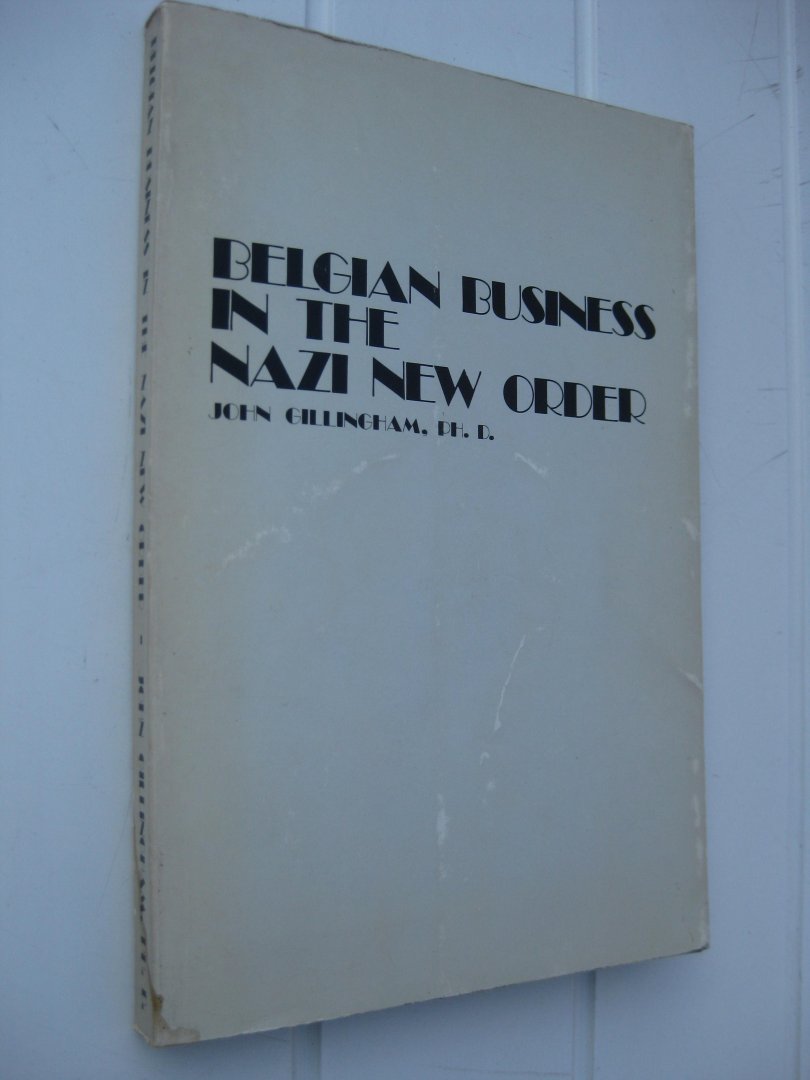 BELGIAN BUSINESS
IN THE
NAZI NEW ORDER
JOHN GILLINGHAM, PH. D.